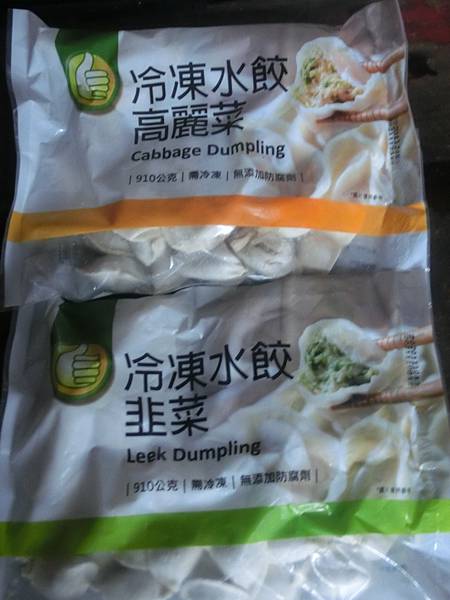 冷凍水餃
高麗菜
Cabbage Dumpling
| 910公克 | 需冷凍 | 無添加防腐劑 |
冷凍水餃
韭菜
Leek Dumpling
| 910公克 | 需冷凍 | 無添加防腐劑 |